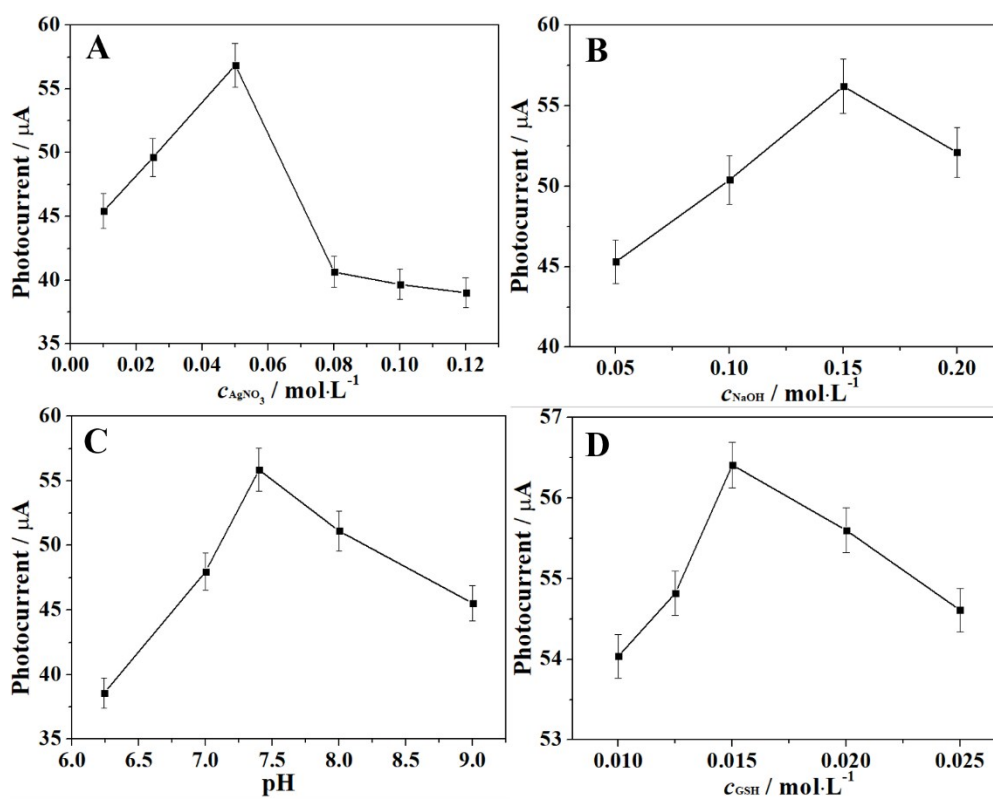 A
Photocurrent / μA
60
55
50
45
40
35
0.00 0.02 0.04 0.06 0.08 0.10 0.12
c AgNO₃ / mol·L⁻¹
B
Photocurrent / μA
60
55
50
45
40
0.05 0.10 0.15 0.20
c NaOH / mol·L⁻¹
C
Photocurrent / μA
60
55
50
45
40
35
6.0 6.5 7.0 7.5 8.0 8.5 9.0
pH
D
Photocurrent / μA
57
56
55
54
53
0.010 0.015 0.020 0.025
c GSH / mol·L⁻¹